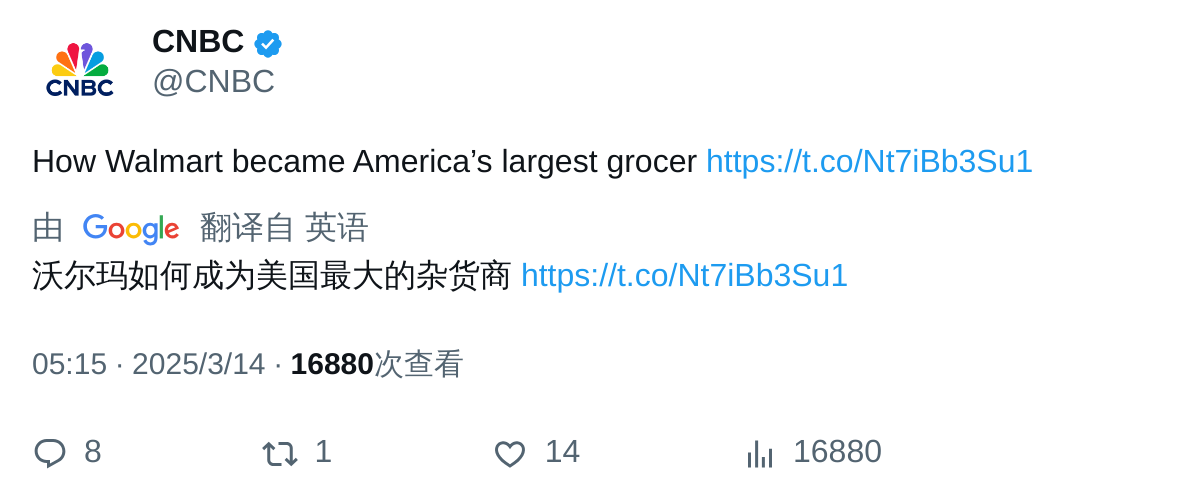 CNBC
CNBC
@CNBC
How Walmart became America’s largest grocer https://t.co/Nt7iBb3Su1
由 Google 翻译自 英语
沃尔玛如何成为美国最大的杂货商 https://t.co/Nt7iBb3Su1
05:15 · 2025/3/14 · 16880次查看
8 1 14 16880